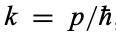 k = p/ħ,